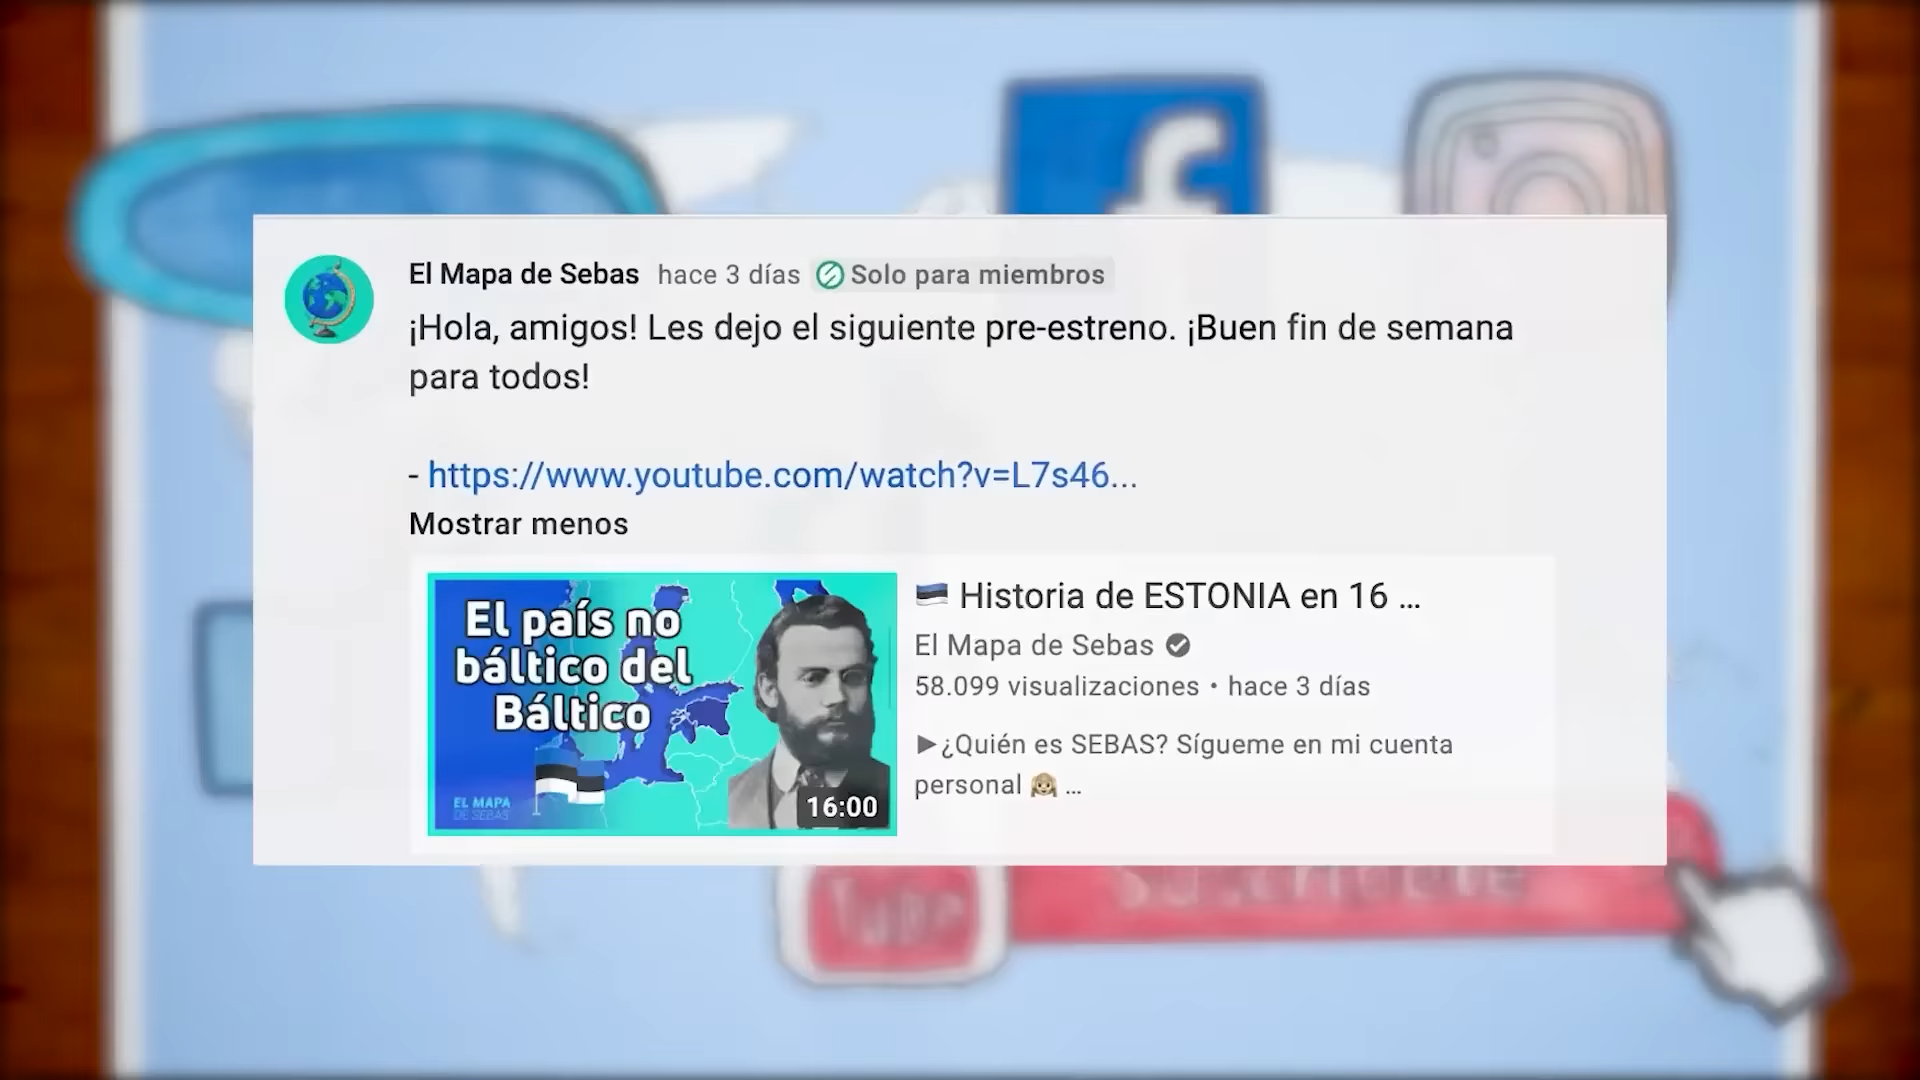 El Mapa de Sebas hace 3 días Solo para miembros
¡Hola, amigos! Les dejo el siguiente pre-estreno. ¡Buen fin de semana
para todos!
- https://www.youtube.com/watch?v=L7s46...
Mostrar menos
El país no
báltico del
Báltico
EL MAPA
DE SEBAS
16:00
Historia de ESTONIA en 16 ...
El Mapa de Sebas
58.099 visualizaciones • hace 3 días
►¿Quién es SEBAS? Sígueme en mi cuenta
personal 🙈 ...
Tube